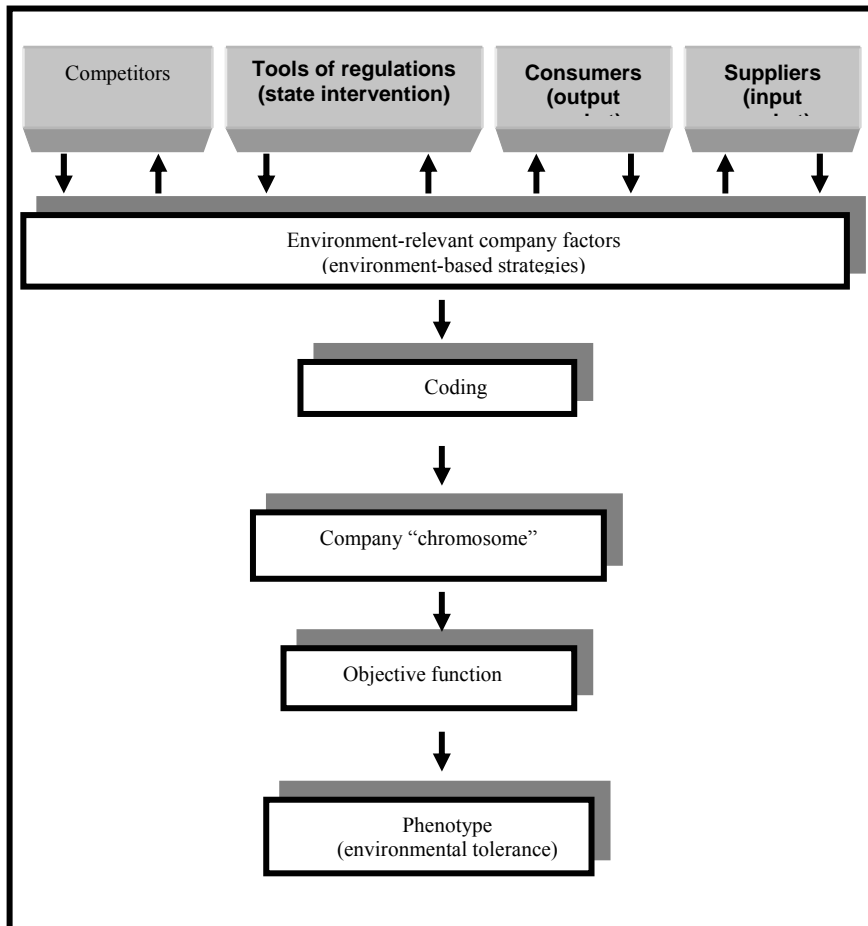 Competitors
Tools of regulations
(state intervention)
Consumers
(output
Suppliers
(input
Environment-relevant company factors
(environment-based strategies)
Coding
Company “chromosome”
Objective function
Phenotype
(environmental tolerance)